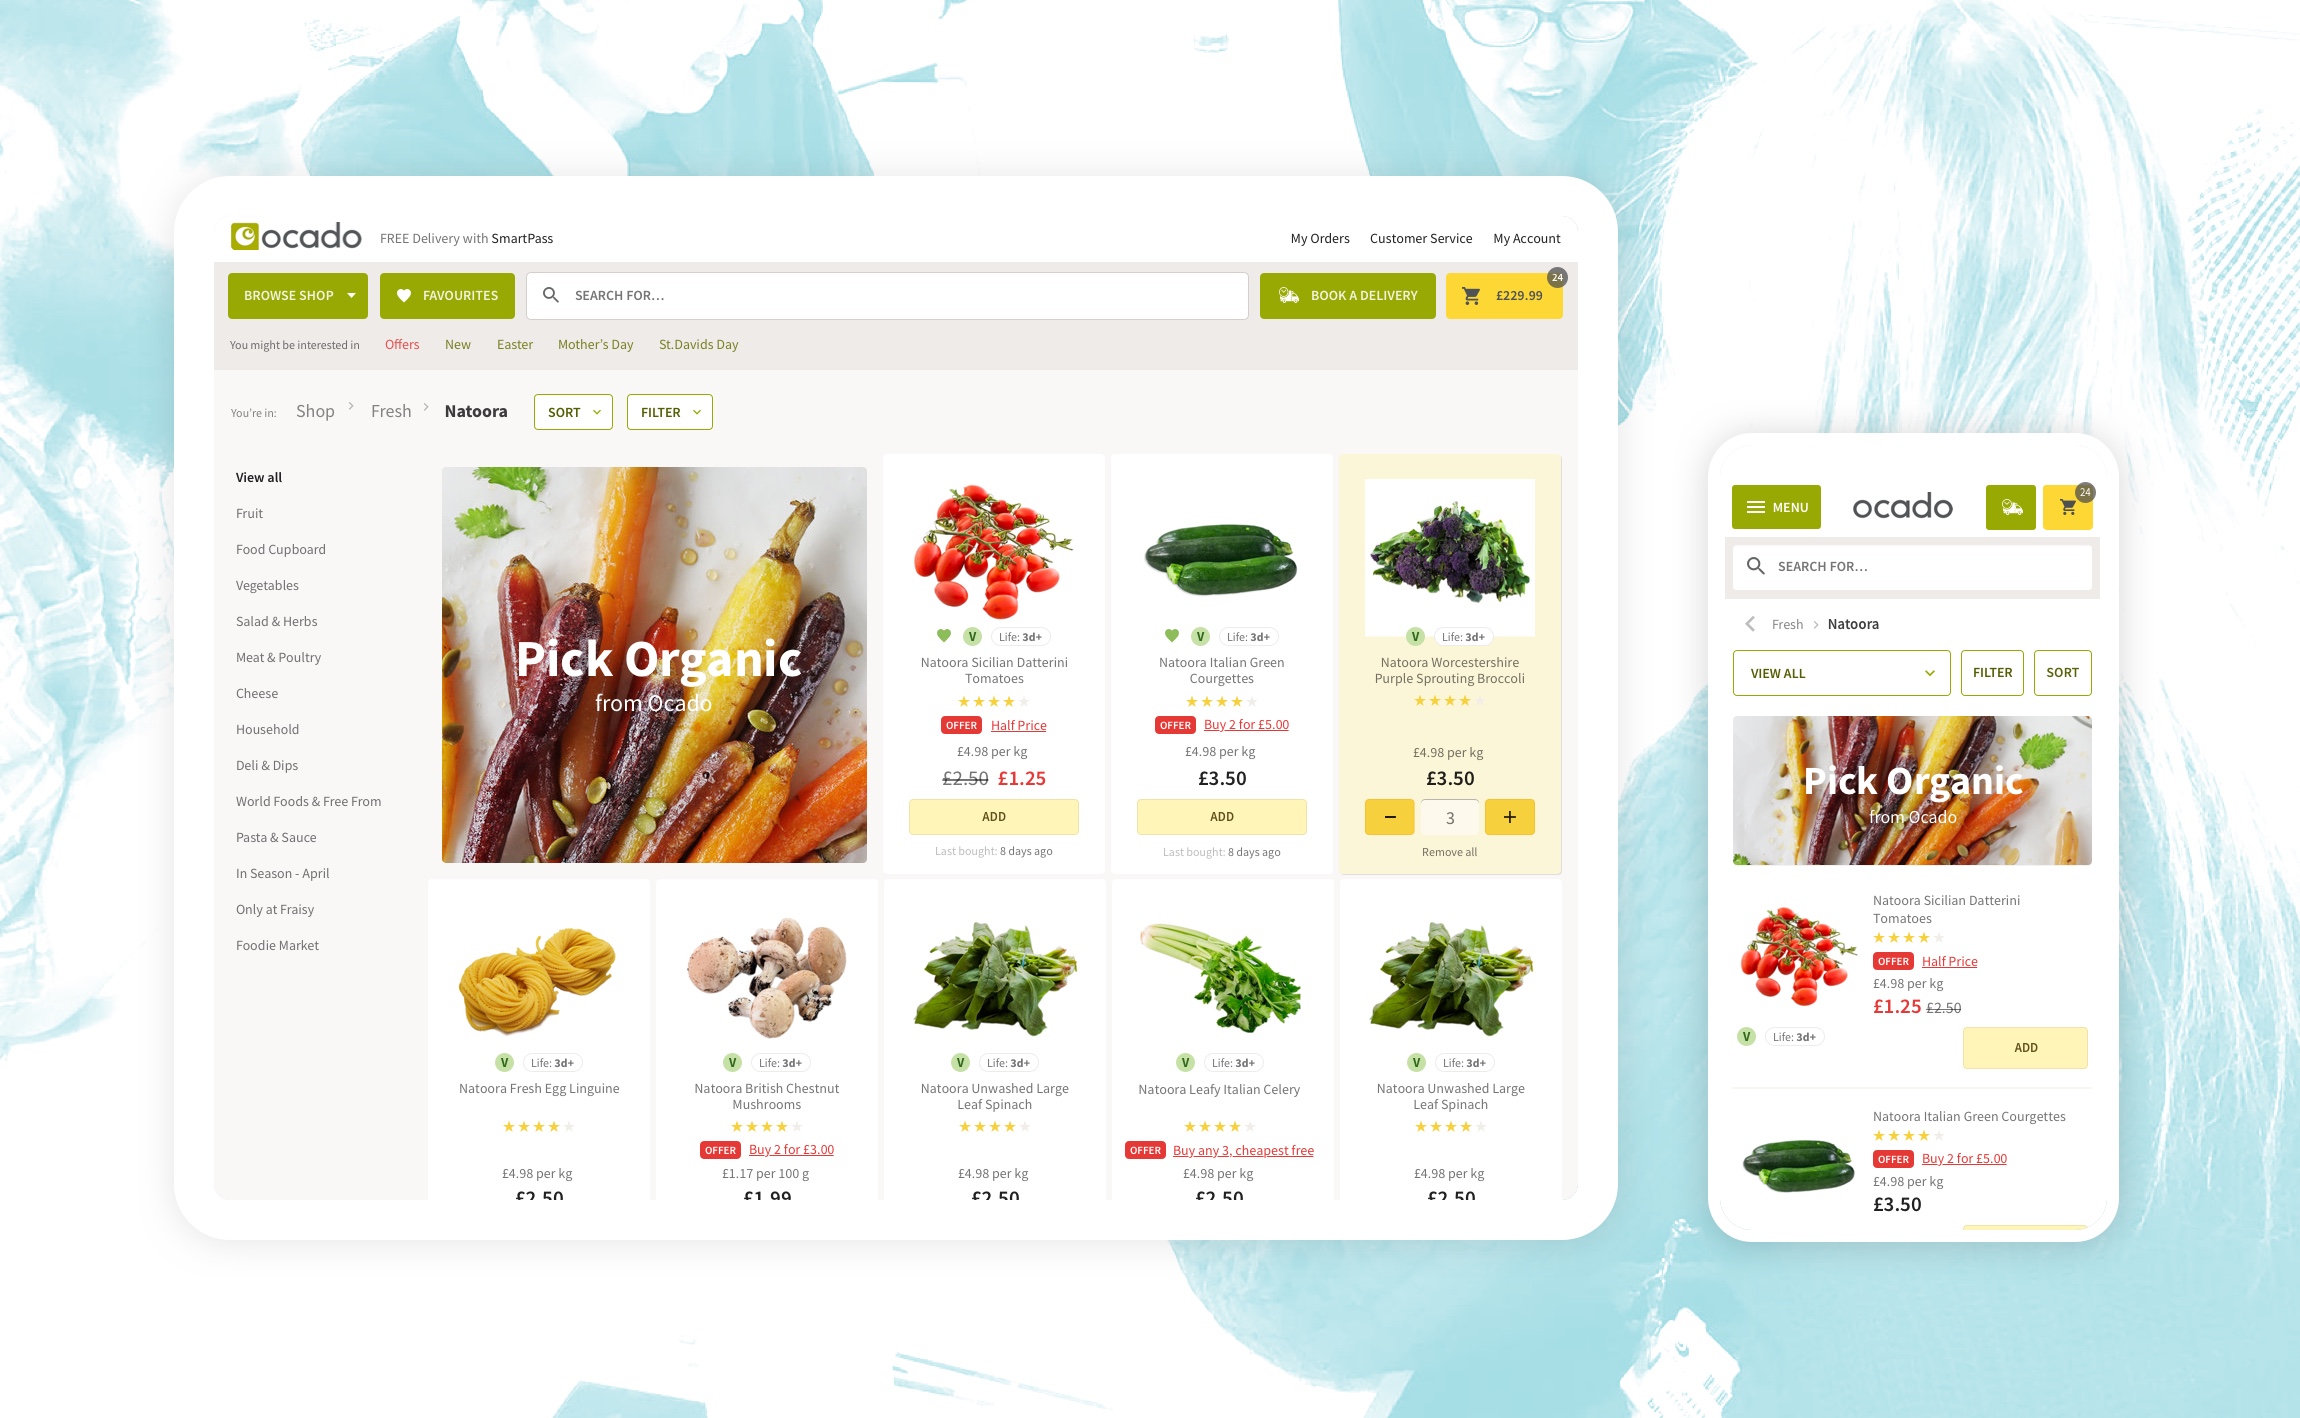 ocado FREE Delivery with SmartPass My Orders Customer Service My Account
BROWSE SHOP FAVOURITES SEARCH FOR... BOOK A DELIVERY £229.99 24
You might be interested in Offers New Easter Mother's Day St.Davids Day
You're in: Shop Fresh Natoora SORT FILTER
View all
Fruit
Food Cupboard
Vegetables
Salad & Herbs
Meat & Poultry
Cheese
Household
Deli & Dips
World Foods & Free From
Pasta & Sauce
In Season - April
Only at Fraisy
Foodie Market
Pick Organic
from Ocado
V Life: 3d+
Natoora Sicilian Datterini
Tomatoes
OFFER Half Price
£4.98 per kg
£2.50 £1.25
ADD
Last bought: 8 days ago
V Life: 3d+
Natoora Italian Green
Courgettes
OFFER Buy 2 for £5.00
£4.98 per kg
£3.50
ADD
Last bought: 8 days ago
V Life: 3d+
Natoora Worcestershire
Purple Sprouting Broccoli
£4.98 per kg
£3.50
− 3 +
Remove all
V Life: 3d+
Natoora Fresh Egg Linguine
£4.98 per kg
£2.50
V Life: 3d+
Natoora British Chestnut
Mushrooms
OFFER Buy 2 for £3.00
£1.17 per 100 g
£1.99
V Life: 3d+
Natoora Unwashed Large
Leaf Spinach
£4.98 per kg
£2.50
V Life: 3d+
Natoora Leafy Italian Celery
OFFER Buy any 3, cheapest free
£4.98 per kg
£2.50
V Life: 3d+
Natoora Unwashed Large
Leaf Spinach
£4.98 per kg
£2.50
MENU ocado 24
SEARCH FOR...
Fresh Natoora
VIEW ALL FILTER SORT
Pick Organic
from Ocado
Natoora Sicilian Datterini
Tomatoes
OFFER Half Price
£4.98 per kg
£1.25 £2.50
V Life: 3d+
ADD
Natoora Italian Green Courgettes
OFFER Buy 2 for £5.00
£4.98 per kg
£3.50